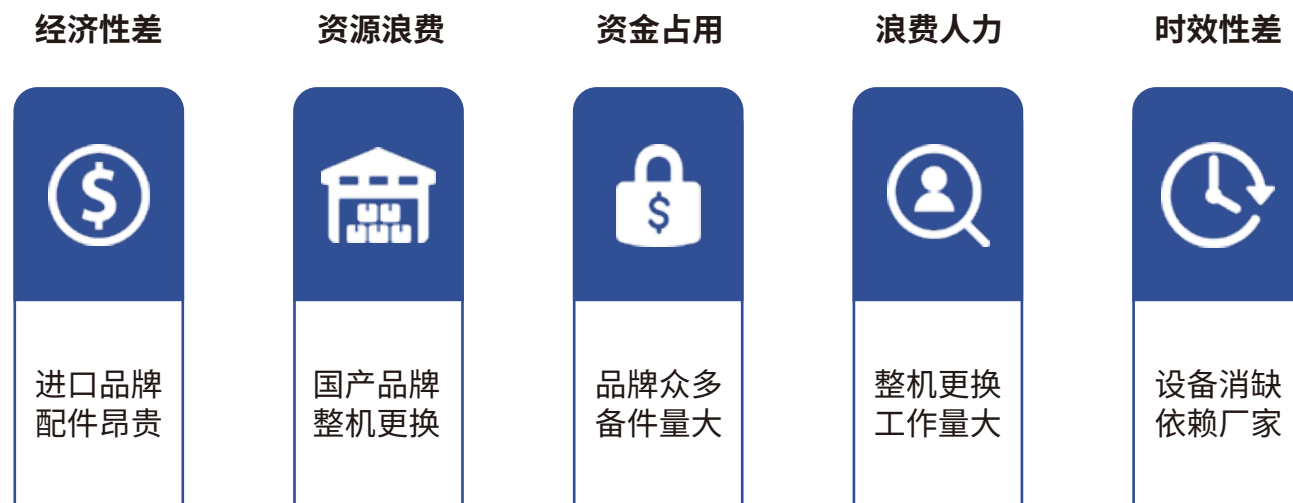 经济性差
资源浪费
资金占用
浪费人力
时效性差
$
$
进口品牌
配件昂贵
国产品牌
整机更换
品牌众多
备件量大
整机更换
工作量大
设备消缺
依赖厂家